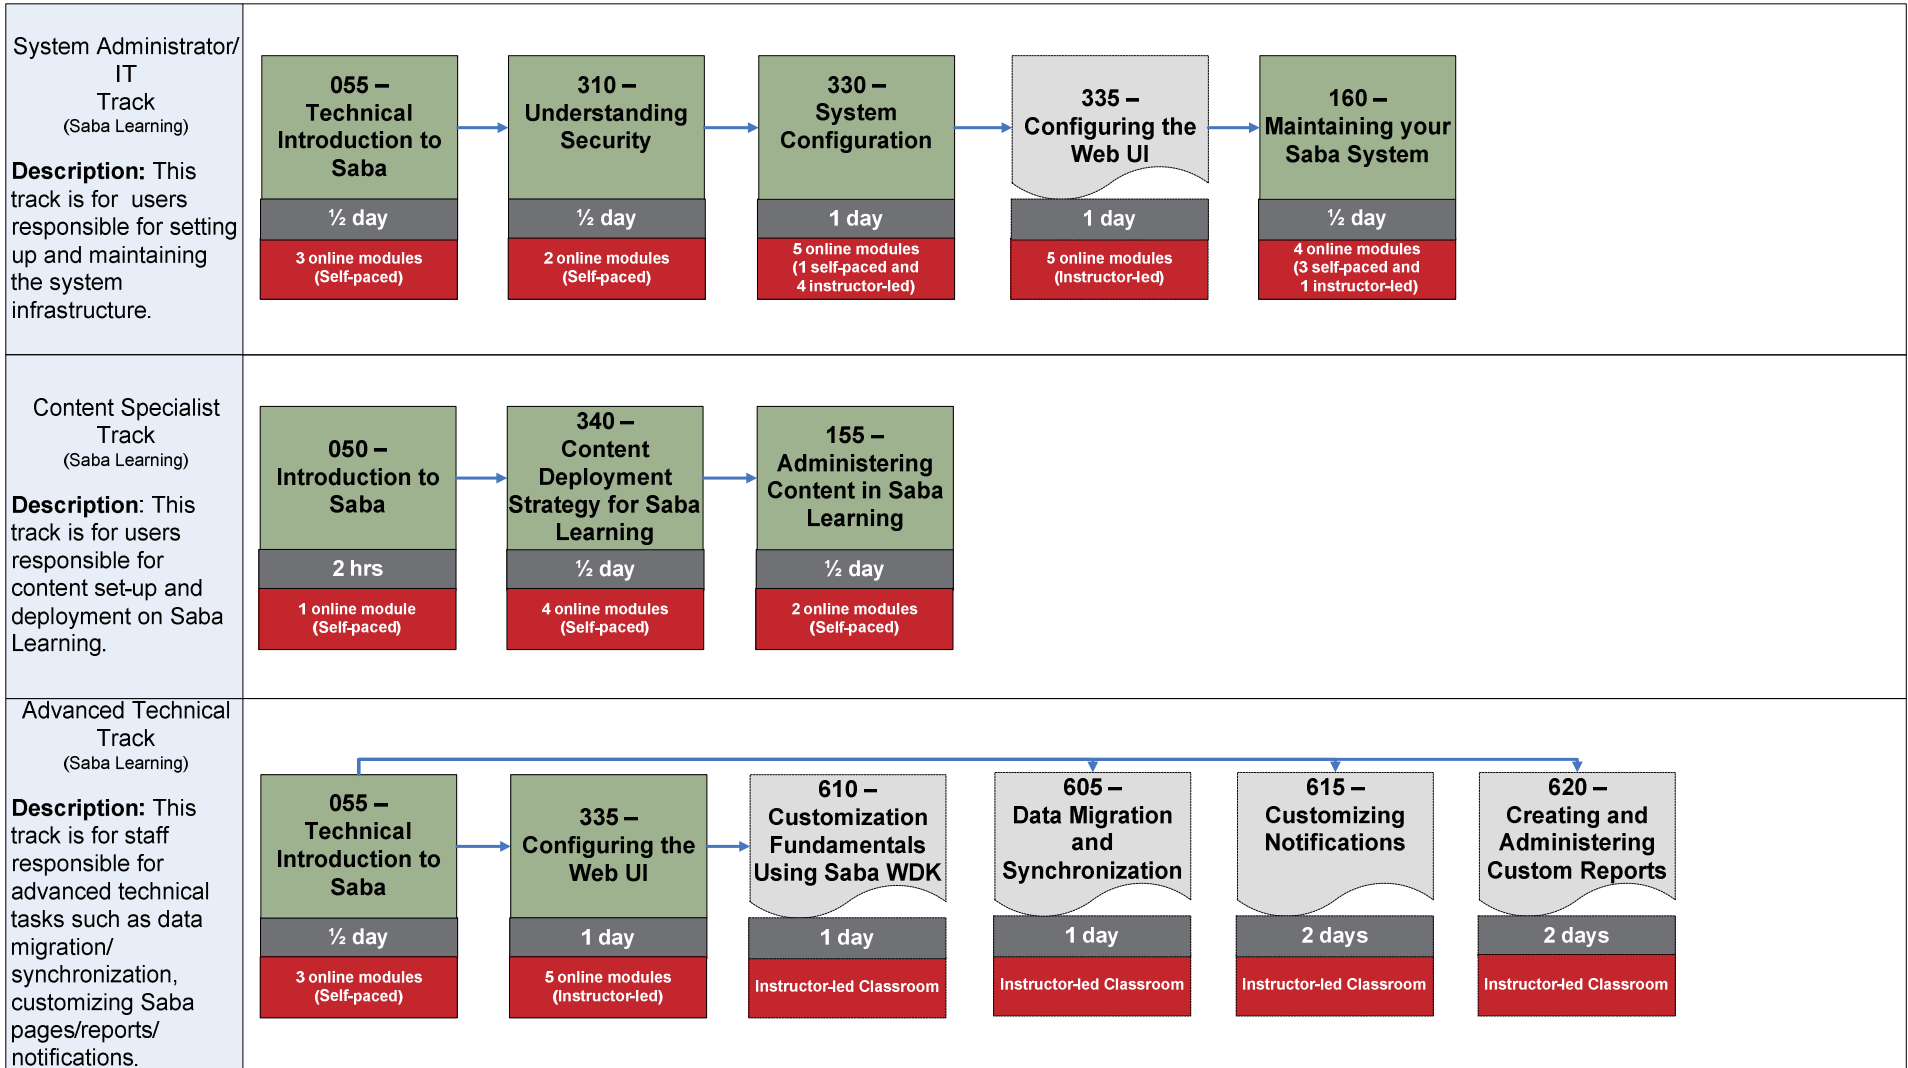 System Administrator/
IT
Track
(Saba Learning)
Description: This
track is for users
responsible for setting
up and maintaining
the system
infrastructure.
055 –
Technical
Introduction to
Saba
½ day
3 online modules
(Self-paced)
310 –
Understanding
Security
½ day
2 online modules
(Self-paced)
330 –
System
Configuration
1 day
5 online modules
(1 self-paced and
4 instructor-led)
335 –
Configuring the
Web UI
1 day
5 online modules
(Instructor-led)
160 –
Maintaining your
Saba System
½ day
4 online modules
(3 self-paced and
1 instructor-led)
Content Specialist
Track
(Saba Learning)
Description: This
track is for users
responsible for
content set-up and
deployment on Saba
Learning.
050 –
Introduction to
Saba
2 hrs
1 online module
(Self-paced)
340 –
Content
Deployment
Strategy for Saba
Learning
½ day
4 online modules
(Self-paced)
155 –
Administering
Content in Saba
Learning
½ day
2 online modules
(Self-paced)
Advanced Technical
Track
(Saba Learning)
Description: This
track is for staff
responsible for
advanced technical
tasks such as data
migration/
synchronization,
customizing Saba
pages/reports/
notifications.
055 –
Technical
Introduction to
Saba
½ day
3 online modules
(Self-paced)
335 –
Configuring the
Web UI
1 day
5 online modules
(Instructor-led)
610 –
Customization
Fundamentals
Using Saba WDK
1 day
Instructor-led Classroom
605 –
Data Migration
and
Synchronization
1 day
Instructor-led Classroom
615 –
Customizing
Notifications
2 days
Instructor-led Classroom
620 –
Creating and
Administering
Custom Reports
2 days
Instructor-led Classroom